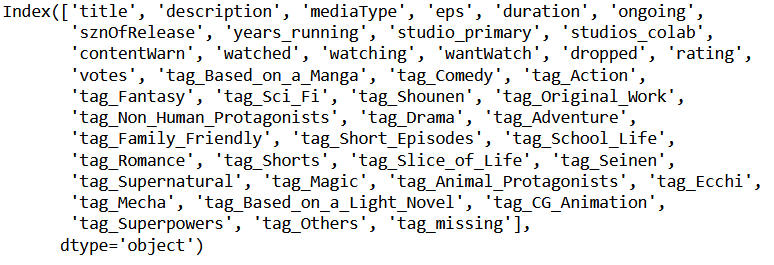 Index(['title', 'description', 'mediaType', 'eps', 'duration', 'ongoing',
'sznOfRelease', 'years_running', 'studio_primary', 'studios_colab',
'contentWarn', 'watched', 'watching', 'wantWatch', 'dropped', 'rating',
'votes', 'tag_Based_on_a_Manga', 'tag_Comedy', 'tag_Action',
'tag_Fantasy', 'tag_Sci_Fi', 'tag_Shounen', 'tag_Original_Work',
'tag_Non_Human_Protagonists', 'tag_Drama', 'tag_Adventure',
'tag_Family_Friendly', 'tag_Short_Episodes', 'tag_School_Life',
'tag_Romance', 'tag_Shorts', 'tag_Slice_of_Life', 'tag_Seinen',
'tag_Supernatural', 'tag_Magic', 'tag_Animal_Protagonists', 'tag_Ecchi',
'tag_Mecha', 'tag_Based_on_a_Light_Novel', 'tag_CG_Animation',
'tag_Superpowers', 'tag_Others', 'tag_missing'],
dtype='object')